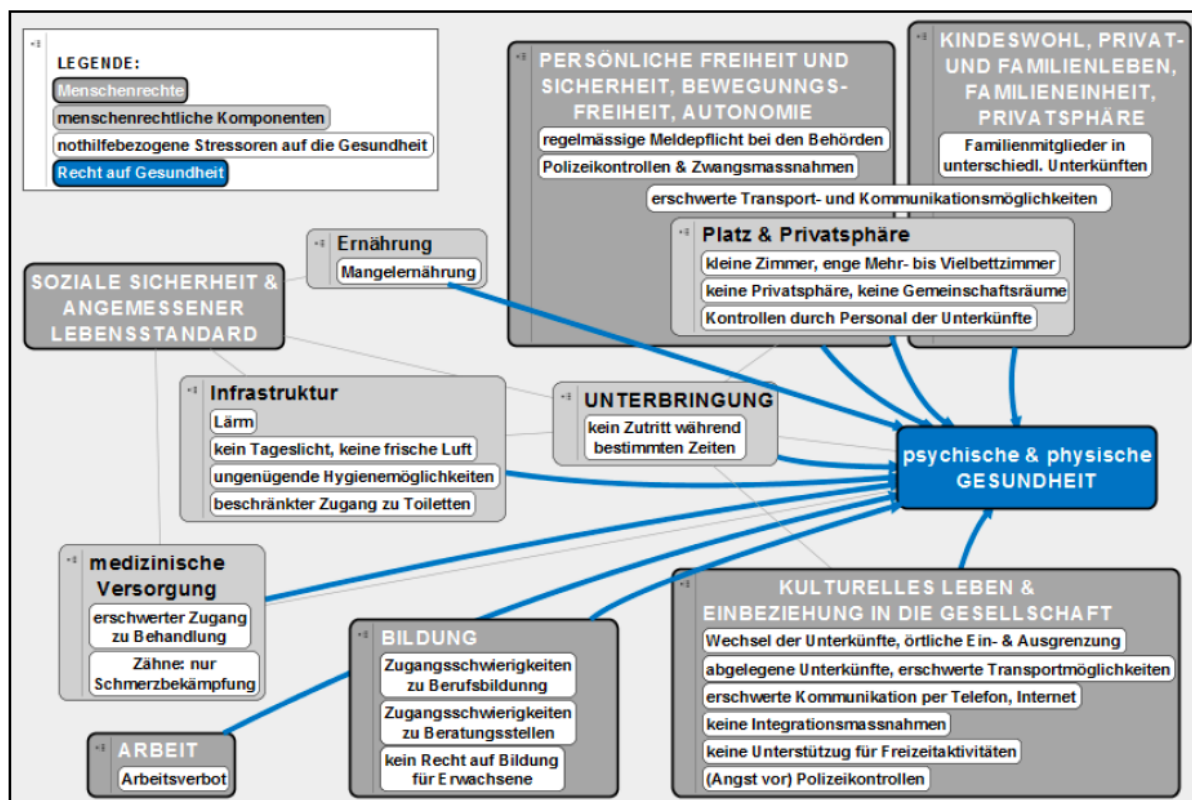 LEGENDE:
Menschenrechte
menschenrechtliche Komponenten
nothilfebezogene Stressoren auf die Gesundheit
Recht auf Gesundheit
PERSÖNLICHE FREIHEIT UND
SICHERHEIT, BEWEGUNNGS-
FREIHEIT, AUTONOMIE
regelmässige Meldepflicht bei den Behörden
Polizeikontrollen & Zwangsmassnahmen
KINDESWOHL, PRIVAT-
UND FAMILIENLEBEN,
FAMILIENEINHEIT,
PRIVATSPHÄRE
Familienmitglieder in
unterschiedl. Unterkünften
erschwerte Transport- und Kommunikationsmöglichkeiten
Platz & Privatsphäre
kleine Zimmer, enge Mehr- bis Vielbettzimmer
keine Privatsphäre, keine Gemeinschaftsräume
Kontrollen durch Personal der Unterkünfte
Ernährung
Mangelernährung
SOZIALE SICHERHEIT &
ANGEMESSENER
LEBENSSTANDARD
Infrastruktur
Lärm
kein Tageslicht, keine frische Luft
ungenügende Hygienemöglichkeiten
beschränkter Zugang zu Toiletten
UNTERBRINGUNG
kein Zutritt während
bestimmten Zeiten
psychische & physische
GESUNDHEIT
medizinische
Versorgung
erschwerter Zugang
zu Behandlung
Zähne: nur
Schmerzbekämpfung
BILDUNG
Zugangsschwierigkeiten
zu Berufsbildunng
Zugangsschwierigkeiten
zu Beratungsstellen
kein Recht auf Bildung
für Erwachsene
KULTURELLES LEBEN &
EINBEZIEHUNG IN DIE GESELLSCHAFT
Wechsel der Unterkünfte, örtliche Ein- & Ausgrenzung
abgelegene Unterkünfte, erschwerte Transportmöglichkeiten
erschwerte Kommunikation per Telefon, Internet
keine Integrationsmassnahmen
keine Unterstützug für Freizeitaktivitäten
(Angst vor) Polizeikontrollen
ARBEIT
Arbeitsverbot